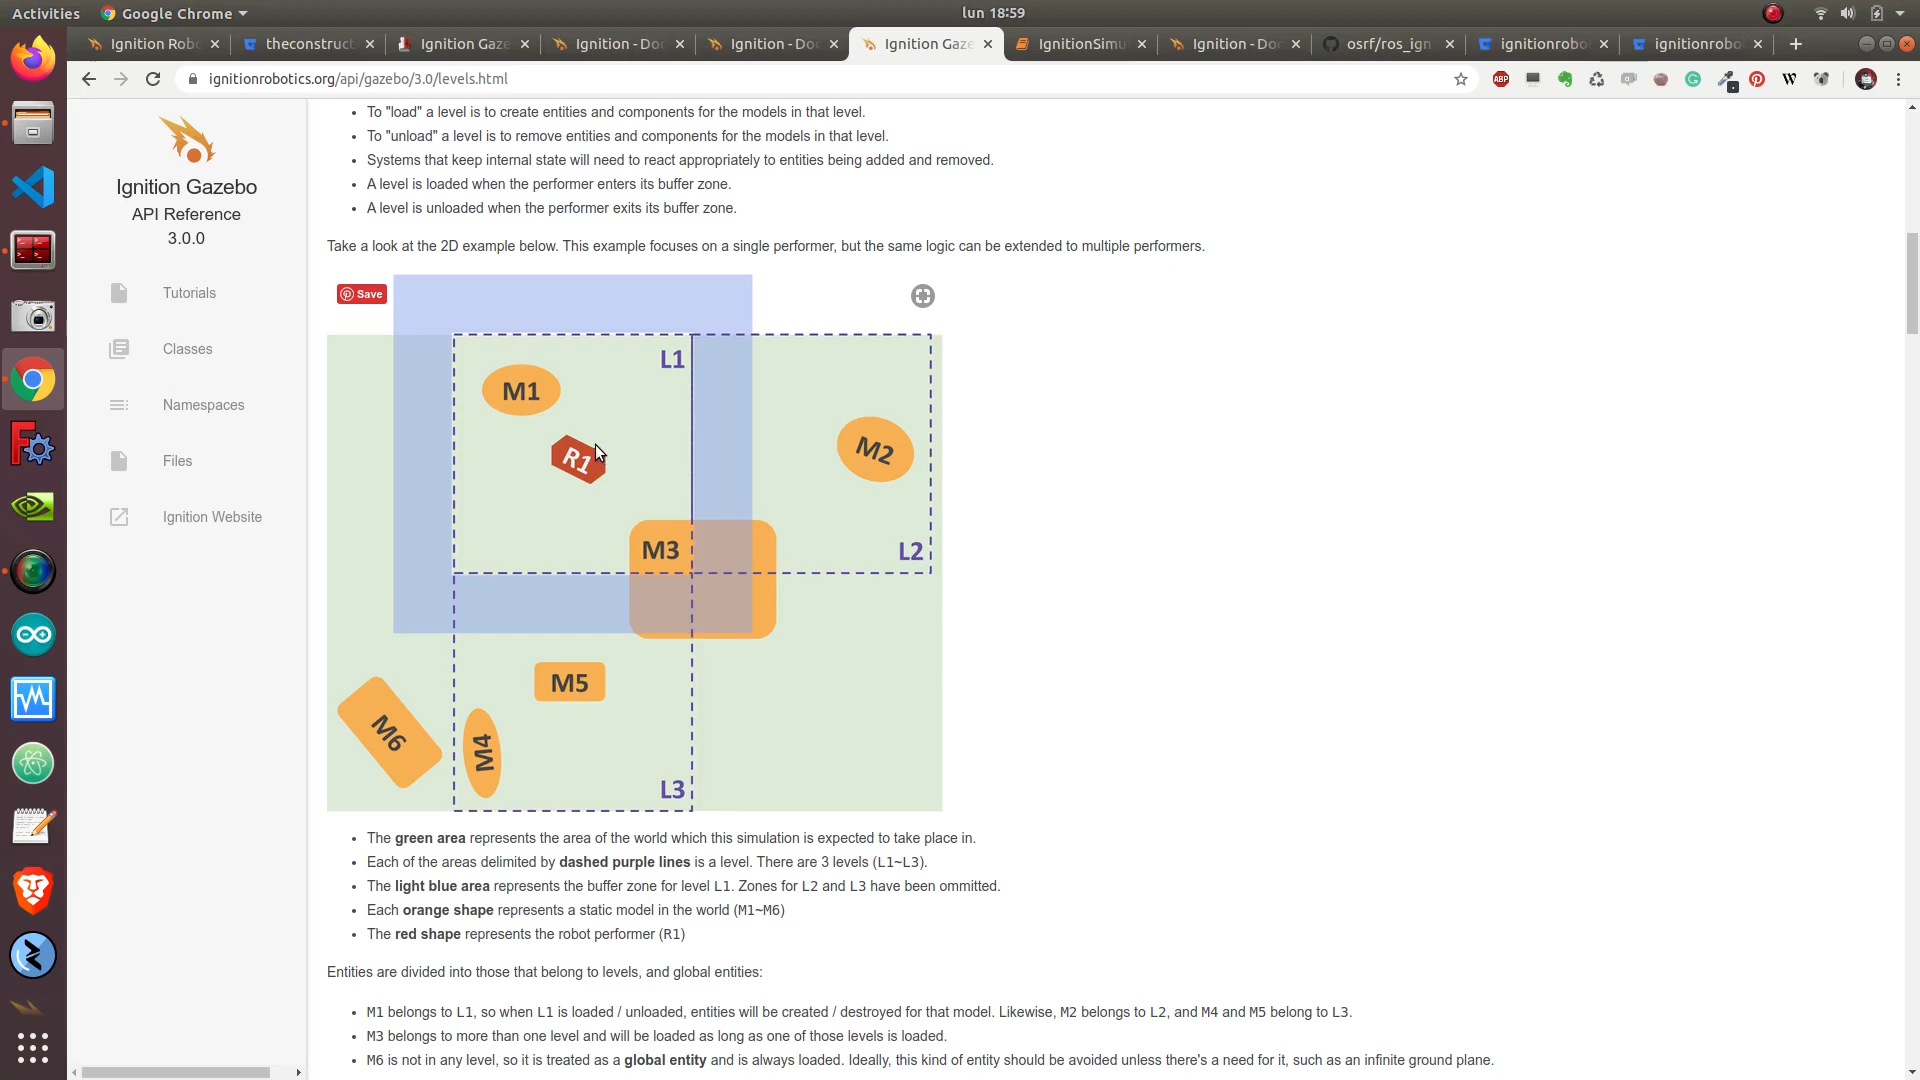 Activities
Google Chrome
lun 18:59
Ignition Robo
theconstruct
Ignition Gaze
Ignition - Doc
Ignition - Doc
Ignition Gaze
IgnitionSimu
Ignition - Doc
osrf/ros_ign
ignitionrobo
ignitionrobo
ignitionrobotics.org/api/gazebo/3.0/levels.html
ABP
Ignition Gazebo
API Reference
3.0.0
Tutorials
Classes
Namespaces
Files
Ignition Website
• To "load" a level is to create entities and components for the models in that level.
• To "unload" a level is to remove entities and components for the models in that level.
• Systems that keep internal state will need to react appropriately to entities being added and removed.
• A level is loaded when the performer enters its buffer zone.
• A level is unloaded when the performer exits its buffer zone.
Take a look at the 2D example below. This example focuses on a single performer, but the same logic can be extended to multiple performers.
Save
L1
M1
R1
M2
M3
L2
M5
M6
M4
L3
• The green area represents the area of the world which this simulation is expected to take place in.
• Each of the areas delimited by dashed purple lines is a level. There are 3 levels (L1~L3).
• The light blue area represents the buffer zone for level L1. Zones for L2 and L3 have been ommitted.
• Each orange shape represents a static model in the world (M1~M6)
• The red shape represents the robot performer (R1)
Entities are divided into those that belong to levels, and global entities:
• M1 belongs to L1, so when L1 is loaded / unloaded, entities will be created / destroyed for that model. Likewise, M2 belongs to L2, and M4 and M5 belong to L3.
• M3 belongs to more than one level and will be loaded as long as one of those levels is loaded.
• M6 is not in any level, so it is treated as a global entity and is always loaded. Ideally, this kind of entity should be avoided unless there's a need for it, such as an infinite ground plane.